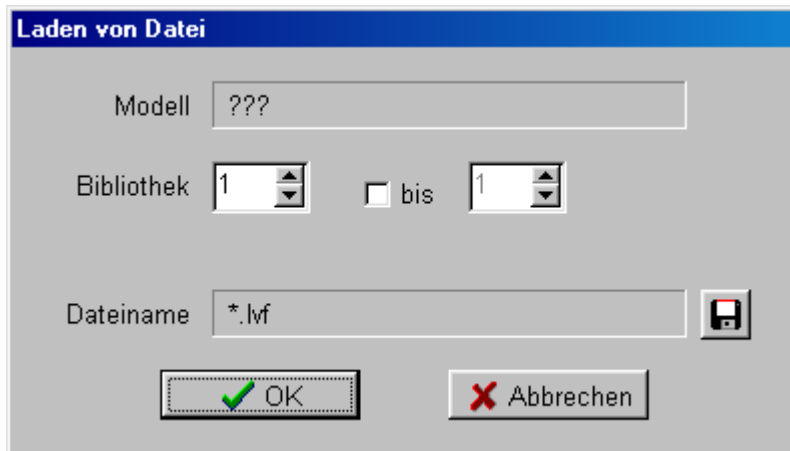 Laden von Datei
Modell ???
Bibliothek 1 bis 1
Dateiname *.lvf
OK Abbrechen